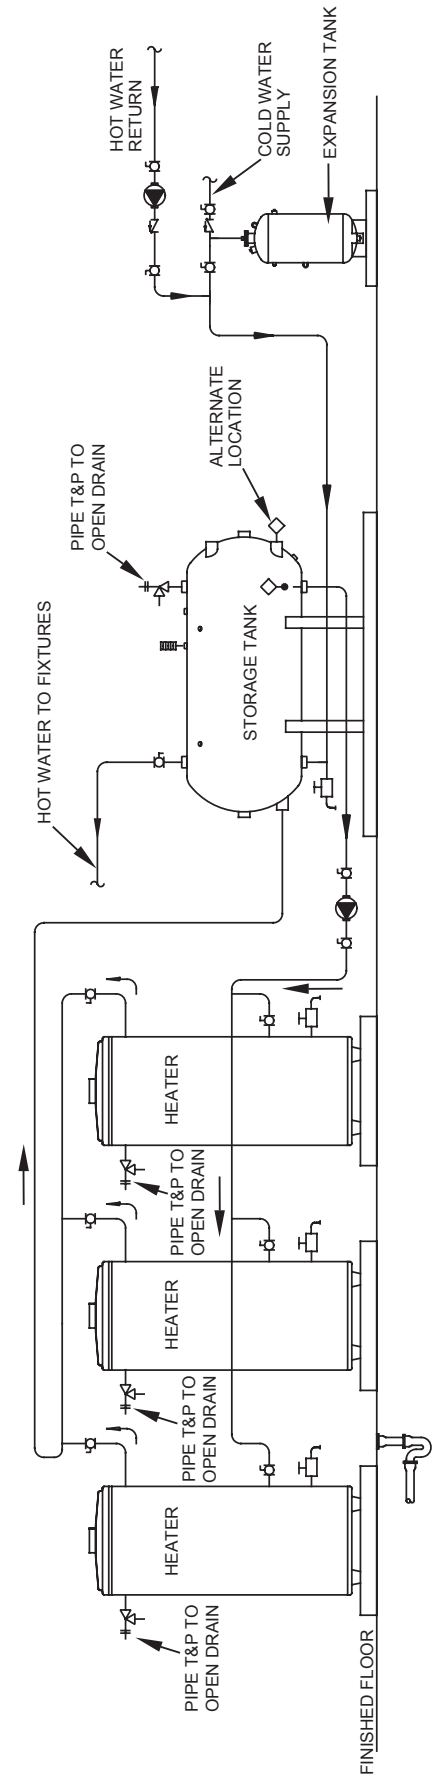 HOT WATER
RETURN
COLD WATER
SUPPLY
EXPANSION TANK
PIPE T&P TO
OPEN DRAIN
ALTERNATE
LOCATION
HOT WATER TO FIXTURES
STORAGE TANK
HEATER
PIPE T&P TO
OPEN DRAIN
HEATER
PIPE T&P TO
OPEN DRAIN
HEATER
PIPE T&P TO
OPEN DRAIN
FINISHED FLOOR